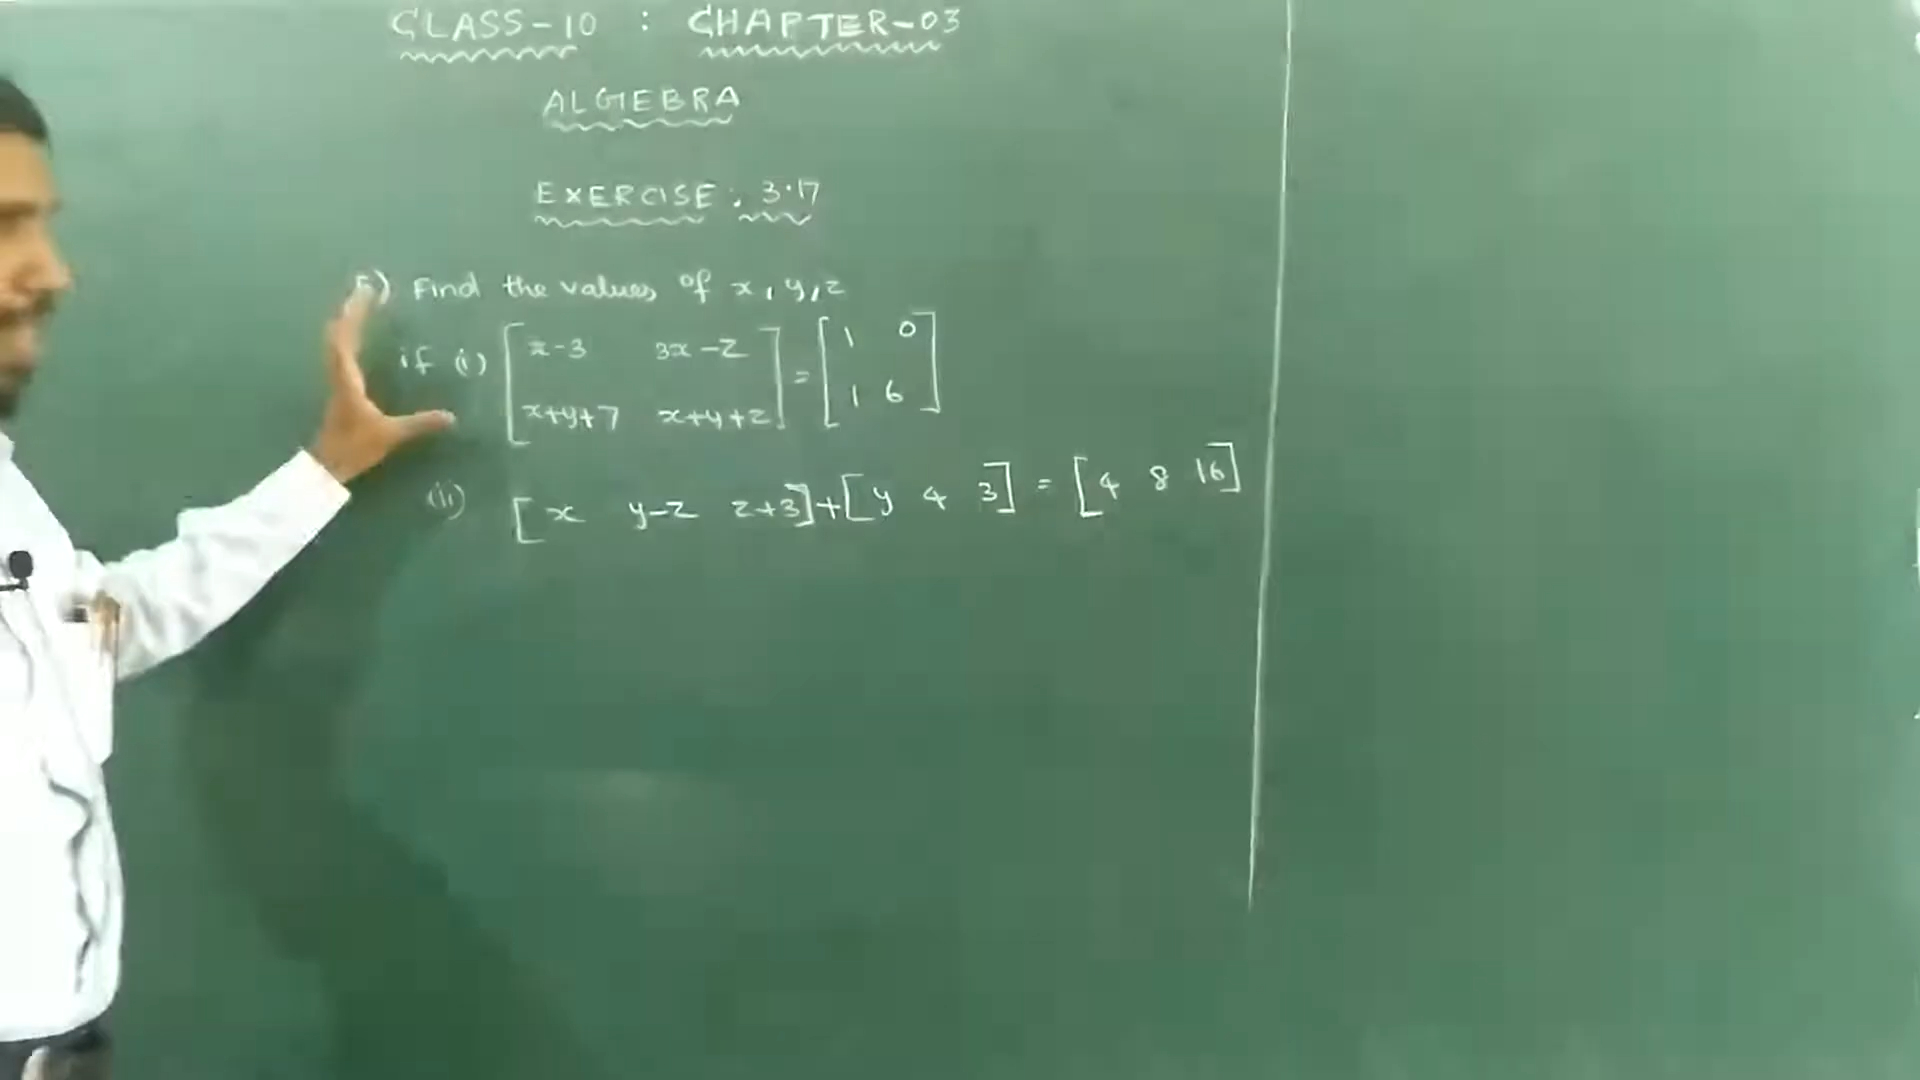 CLASS-10 : CHAPTER-03
ALGEBRA
EXERCISE: 3.17
5) Find the values of x, y, z
if (i) [x-3 3x-z
x+y+7 x+y+z] = [1 0
1 6]
(ii) [x y-z z+3]+[y 4 3] = [4 8 16]